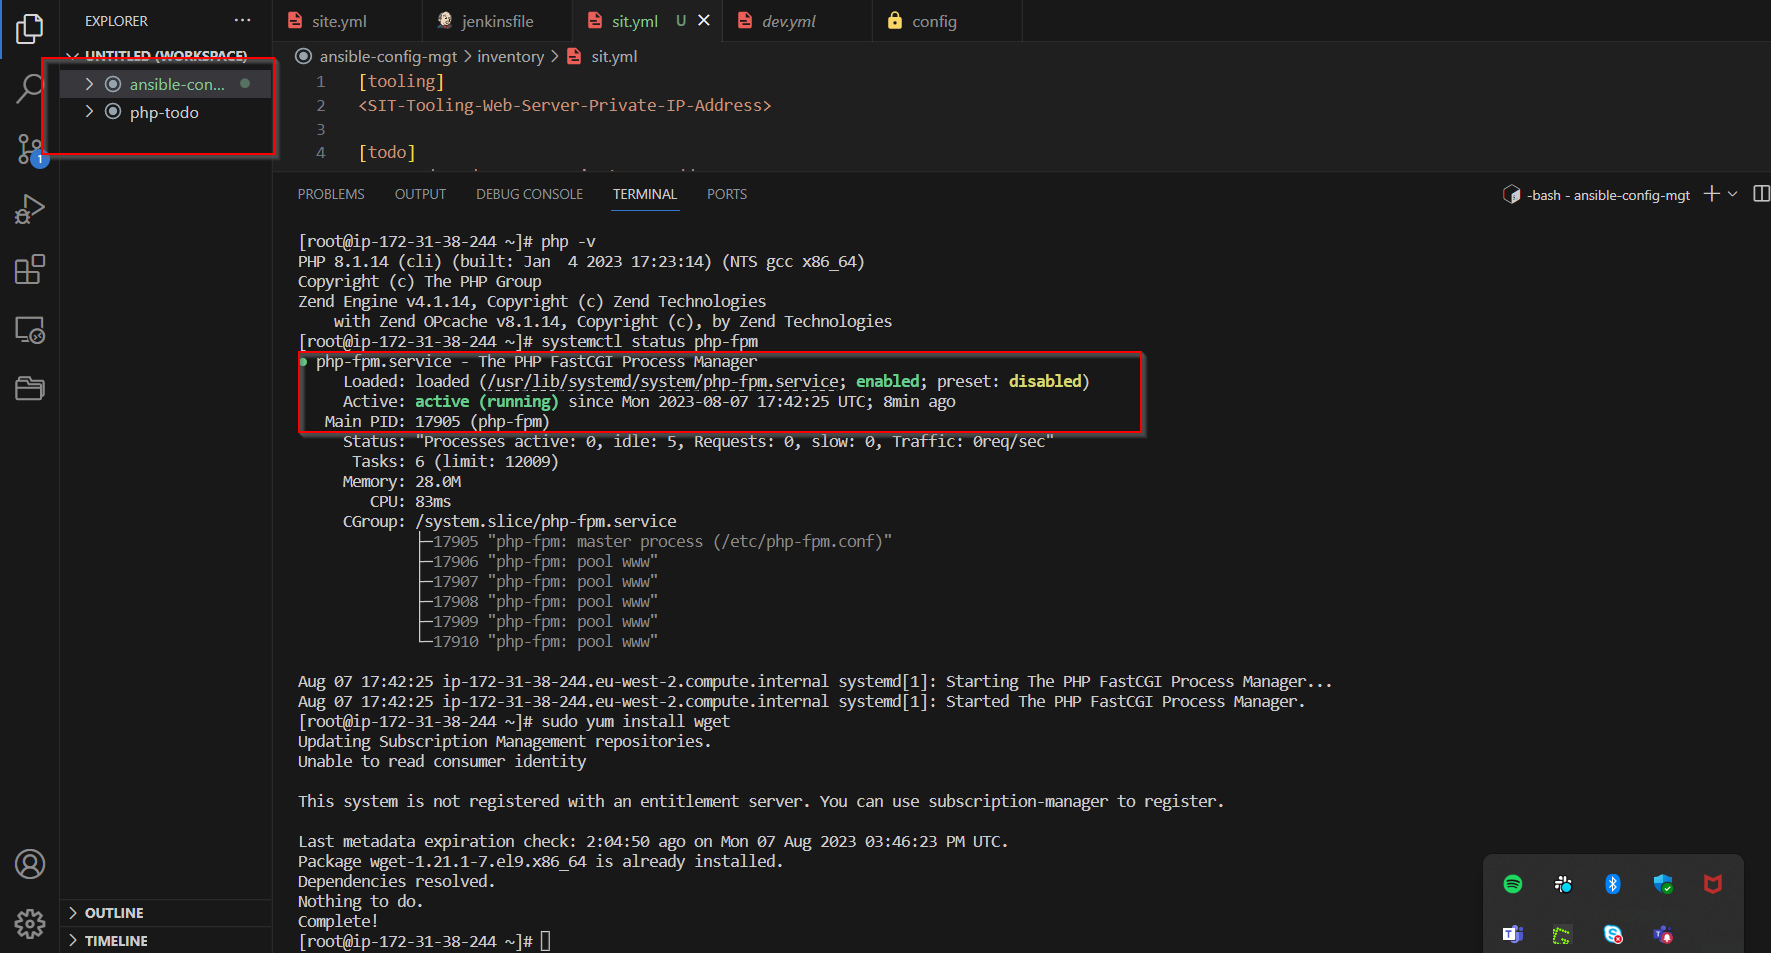 EXPLORER
···
UNTITLED (WORKSPACE)
ansible-con...
php-todo
1
OUTLINE
TIMELINE
site.yml
jenkinsfile
sit.yml U
dev.yml
config
ansible-config-mgt > inventory > sit.yml
1 [tooling]
2 <SIT-Tooling-Web-Server-Private-IP-Address>
3
4 [todo]
PROBLEMS OUTPUT DEBUG CONSOLE TERMINAL PORTS
-bash - ansible-config-mgt
[root@ip-172-31-38-244 ~]# php -v
PHP 8.1.14 (cli) (built: Jan  4 2023 17:23:14) (NTS gcc x86_64)
Copyright (c) The PHP Group
Zend Engine v4.1.14, Copyright (c) Zend Technologies
    with Zend OPcache v8.1.14, Copyright (c), by Zend Technologies
[root@ip-172-31-38-244 ~]# systemctl status php-fpm
● php-fpm.service - The PHP FastCGI Process Manager
     Loaded: loaded (/usr/lib/systemd/system/php-fpm.service; enabled; preset: disabled)
     Active: active (running) since Mon 2023-08-07 17:42:25 UTC; 8min ago
   Main PID: 17905 (php-fpm)
     Status: "Processes active: 0, idle: 5, Requests: 0, slow: 0, Traffic: 0req/sec"
      Tasks: 6 (limit: 12009)
     Memory: 28.0M
        CPU: 83ms
     CGroup: /system.slice/php-fpm.service
             ├─17905 "php-fpm: master process (/etc/php-fpm.conf)"
             ├─17906 "php-fpm: pool www"
             ├─17907 "php-fpm: pool www"
             ├─17908 "php-fpm: pool www"
             ├─17909 "php-fpm: pool www"
             └─17910 "php-fpm: pool www"
Aug 07 17:42:25 ip-172-31-38-244.eu-west-2.compute.internal systemd[1]: Starting The PHP FastCGI Process Manager...
Aug 07 17:42:25 ip-172-31-38-244.eu-west-2.compute.internal systemd[1]: Started The PHP FastCGI Process Manager.
[root@ip-172-31-38-244 ~]# sudo yum install wget
Updating Subscription Management repositories.
Unable to read consumer identity
This system is not registered with an entitlement server. You can use subscription-manager to register.
Last metadata expiration check: 2:04:50 ago on Mon 07 Aug 2023 03:46:23 PM UTC.
Package wget-1.21.1-7.el9.x86_64 is already installed.
Dependencies resolved.
Nothing to do.
Complete!
[root@ip-172-31-38-244 ~]#